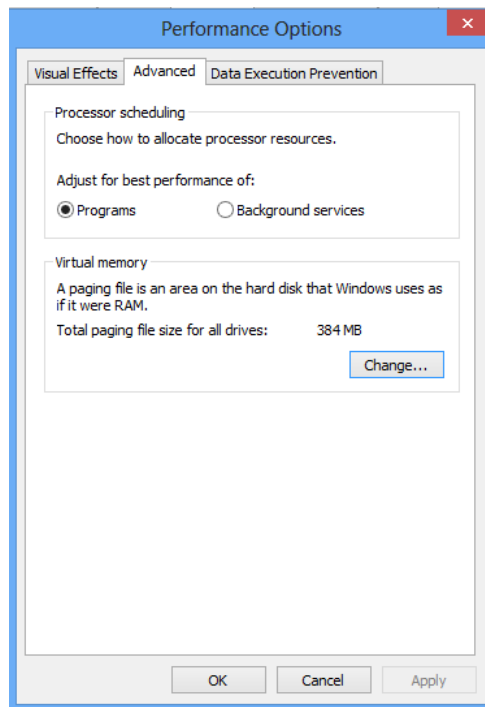 Performance Options
Visual Effects Advanced Data Execution Prevention
Processor scheduling
Choose how to allocate processor resources.
Adjust for best performance of:
Programs Background services
Virtual memory
A paging file is an area on the hard disk that Windows uses as
if it were RAM.
Total paging file size for all drives: 384 MB
Change...
OK Cancel Apply